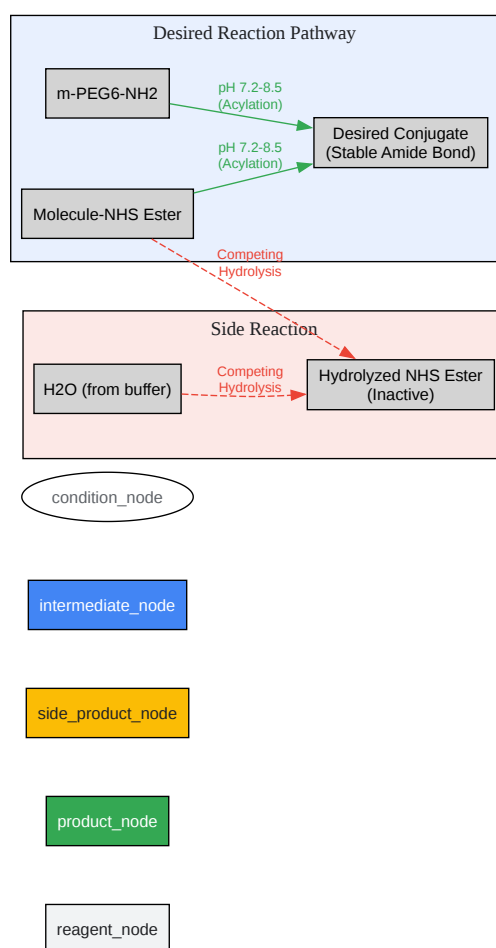 Desired Reaction Pathway
m-PEG6-NH2
pH 7.2-8.5
(Acylation)
Desired Conjugate
(Stable Amide Bond)
pH 7.2-8.5
(Acylation)
Molecule-NHS Ester
Competing
Hydrolysis
Side Reaction
H2O (from buffer)
Competing
Hydrolysis
Hydrolyzed NHS Ester
(Inactive)
condition_node
intermediate_node
side_product_node
product_node
reagent_node